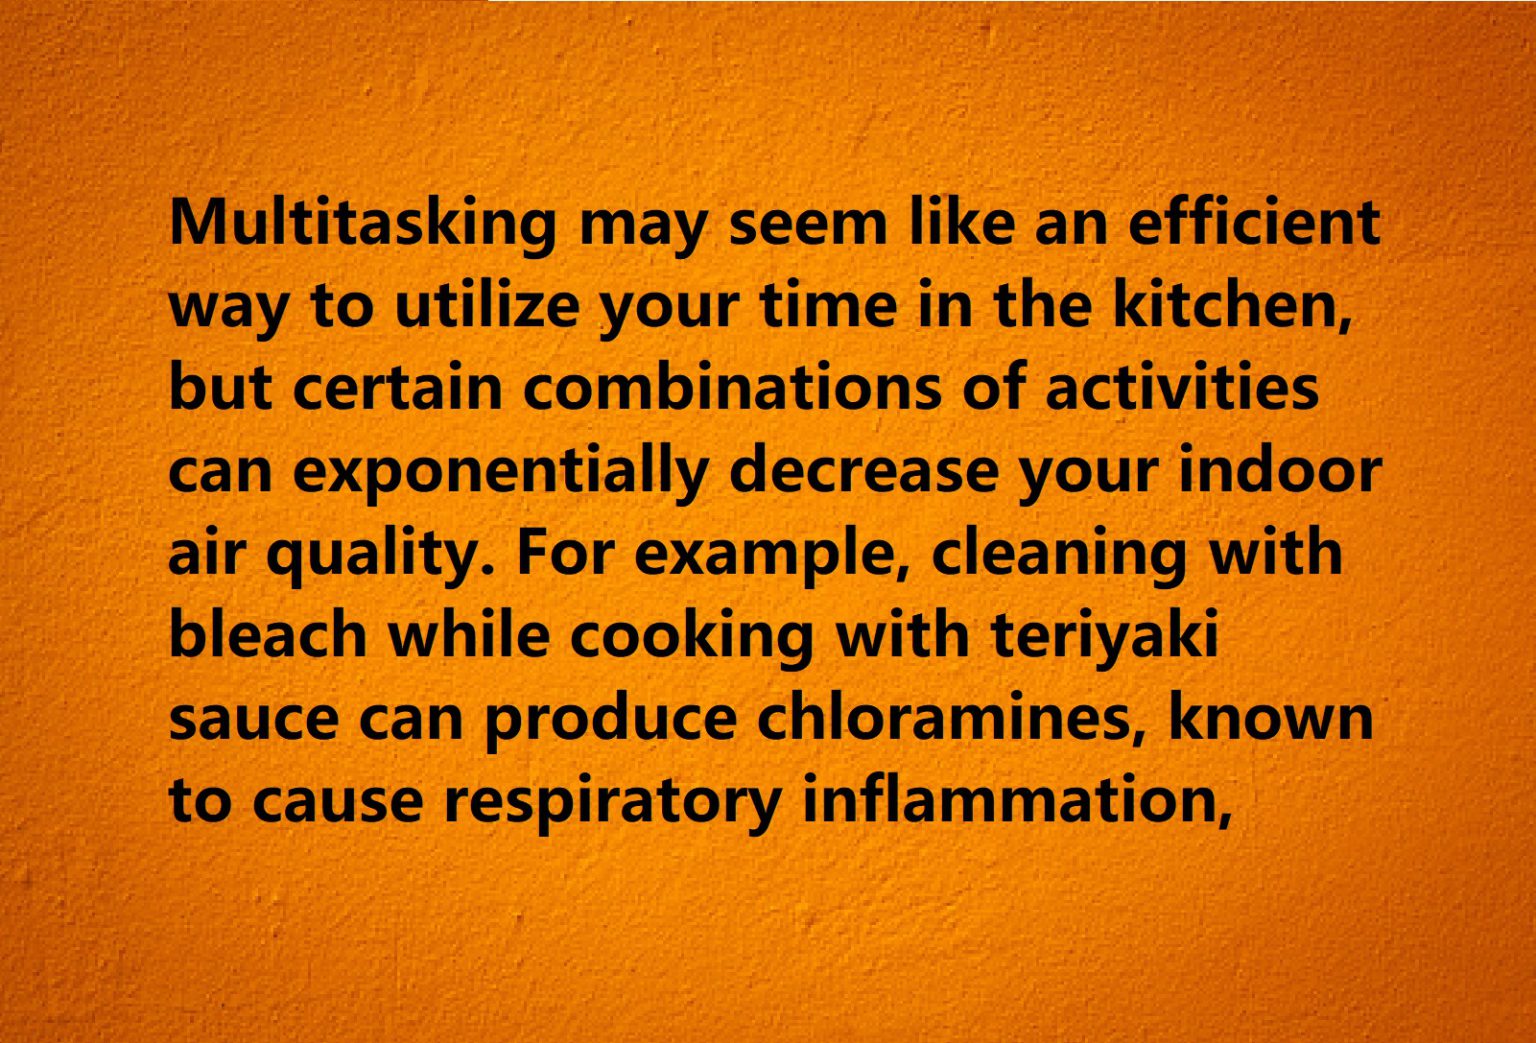 Multitasking may seem like an efficient
way to utilize your time in the kitchen,
but certain combinations of activities
can exponentially decrease your indoor
air quality. For example, cleaning with
bleach while cooking with teriyaki
sauce can produce chloramines, known
to cause respiratory inflammation,